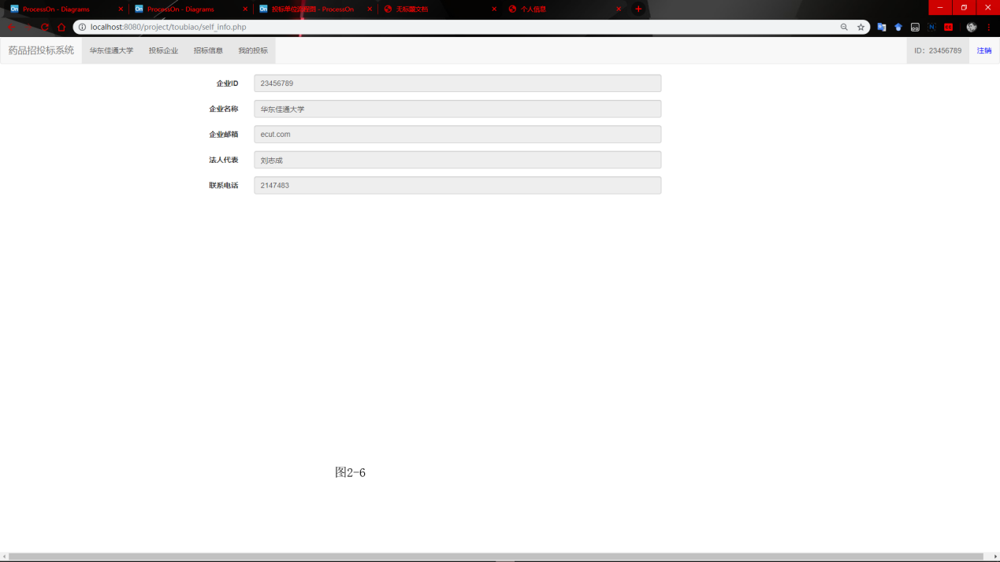 ProcessOn - Diagrams
ProcessOn - Diagrams
投标单位流程图 - ProcessOn
无标题文档
个人信息
localhost:8080/project/toubiao/self_info.php
药品招投标系统 华东佳通大学 投标企业 招标信息 我的投标 ID：23456789 注销
企业ID 23456789
企业名称 华东佳通大学
企业邮箱 ecut.com
法人代表 刘志成
联系电话 2147483
图2-6